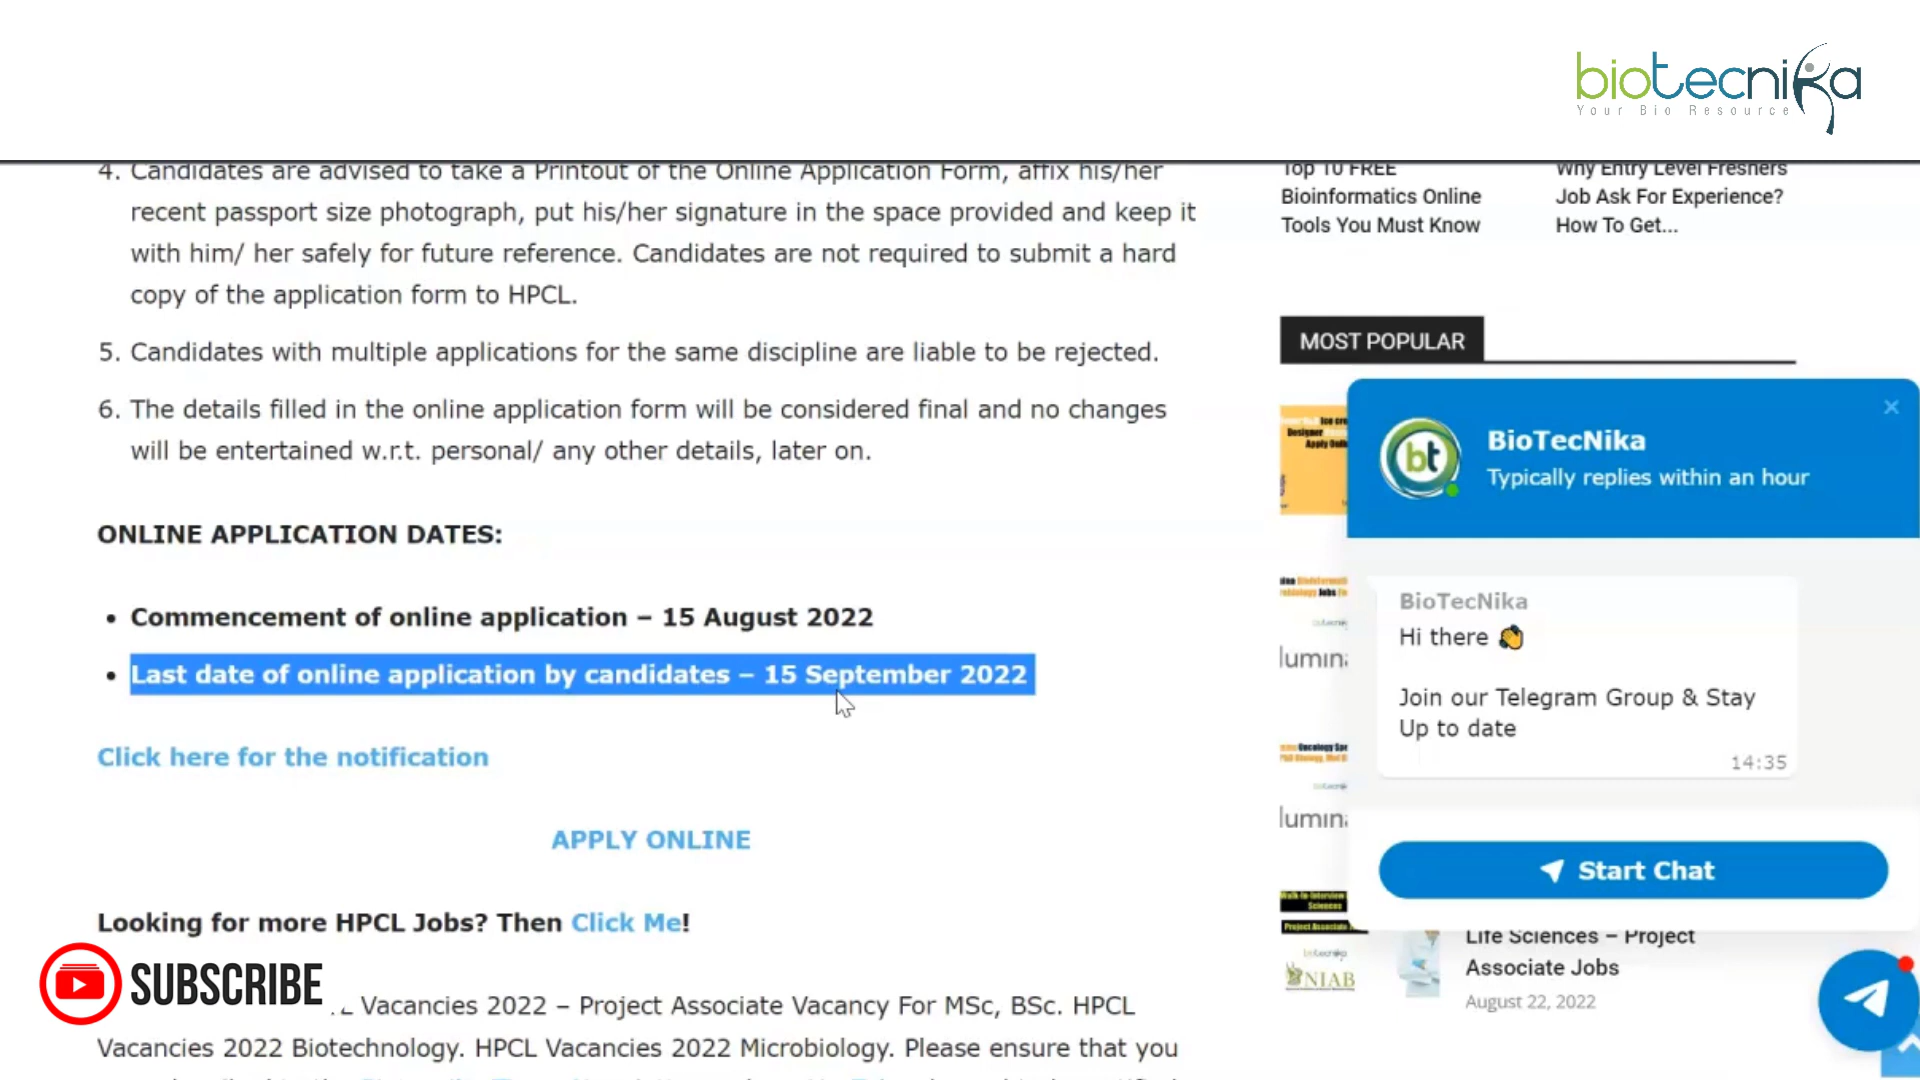 biotecnika
Your Bio Resource
4. Candidates are advised to take a Printout of the Online Application Form, affix his/her
recent passport size photograph, put his/her signature in the space provided and keep it
with him/ her safely for future reference. Candidates are not required to submit a hard
copy of the application form to HPCL.
5. Candidates with multiple applications for the same discipline are liable to be rejected.
6. The details filled in the online application form will be considered final and no changes
will be entertained w.r.t. personal/ any other details, later on.
ONLINE APPLICATION DATES:
• Commencement of online application – 15 August 2022
• Last date of online application by candidates – 15 September 2022
Click here for the notification
APPLY ONLINE
Looking for more HPCL Jobs? Then Click Me!
SUBSCRIBE
Vacancies 2022 – Project Associate Vacancy For MSc, BSc. HPCL
Vacancies 2022 Biotechnology. HPCL Vacancies 2022 Microbiology. Please ensure that you
Top 10 FREE
Bioinformatics Online
Tools You Must Know
Why Entry Level Freshers
Job Ask For Experience?
How To Get...
MOST POPULAR
Designer
bt
BioTecNika
Typically replies within an hour
BioTecNika
Hi there 👋
Join our Telegram Group & Stay
Up to date
14:35
Start Chat
Sciences
Project Associate
NIAB
Life Sciences – Project
Associate Jobs
August 22, 2022